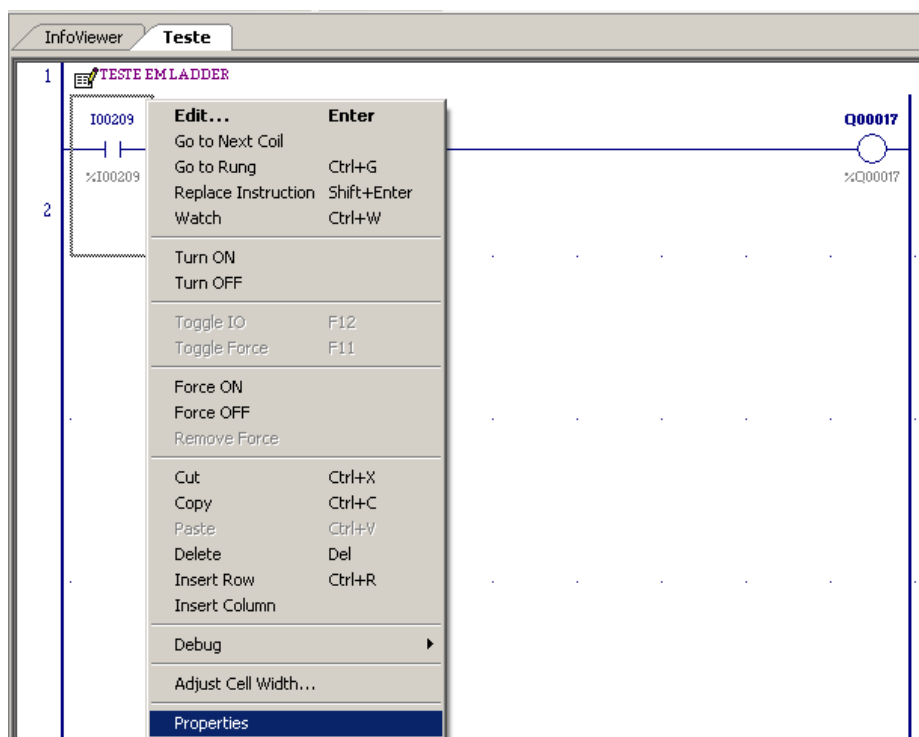 InfoViewer Teste
1 TESTE EM LADDER
I00209 Q00017
%I00209 %Q00017
2
Edit... Enter
Go to Next Coil
Go to Rung Ctrl+G
Replace Instruction Shift+Enter
Watch Ctrl+W
Turn ON
Turn OFF
Toggle IO F12
Toggle Force F11
Force ON
Force OFF
Remove Force
Cut Ctrl+X
Copy Ctrl+C
Paste Ctrl+V
Delete Del
Insert Row Ctrl+R
Insert Column
Debug
Adjust Cell Width...
Properties